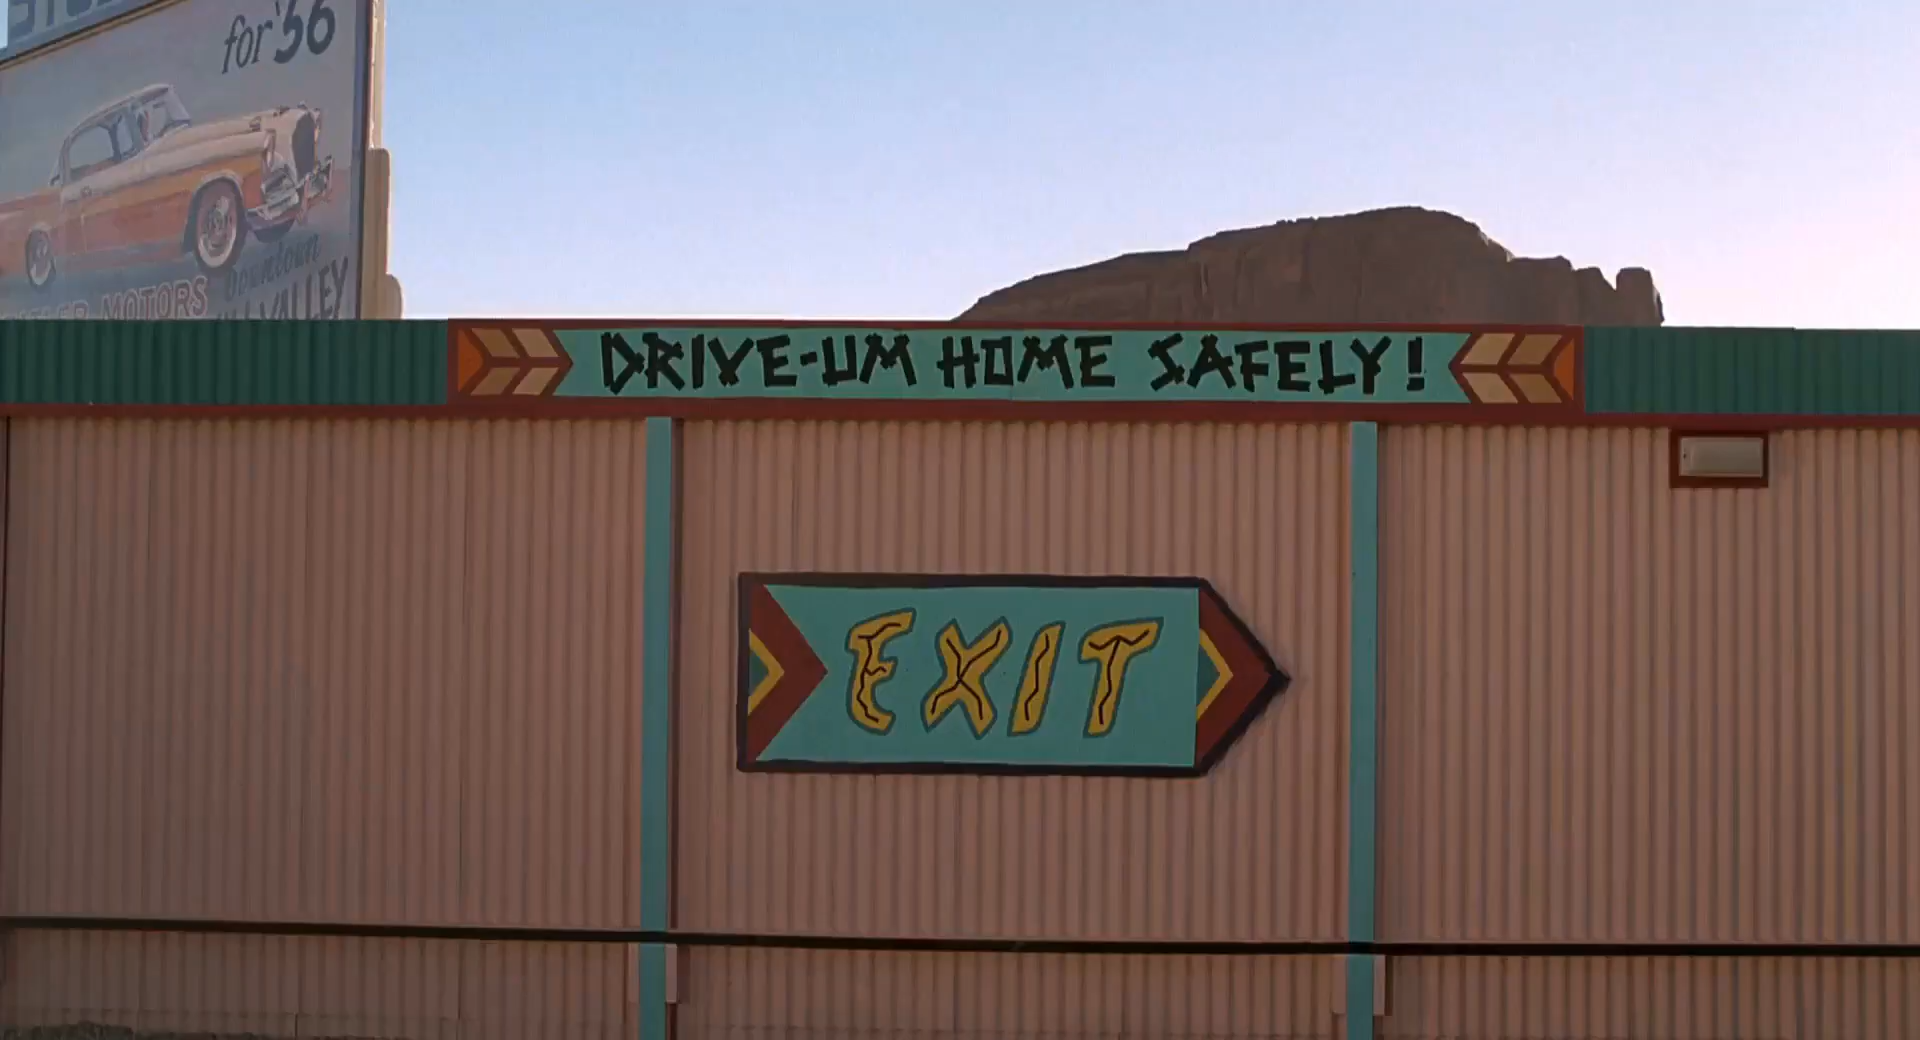 for '56
MOTORS
Downtown
VALLEY
DRIVE-UM HOME SAFELY!
EXIT